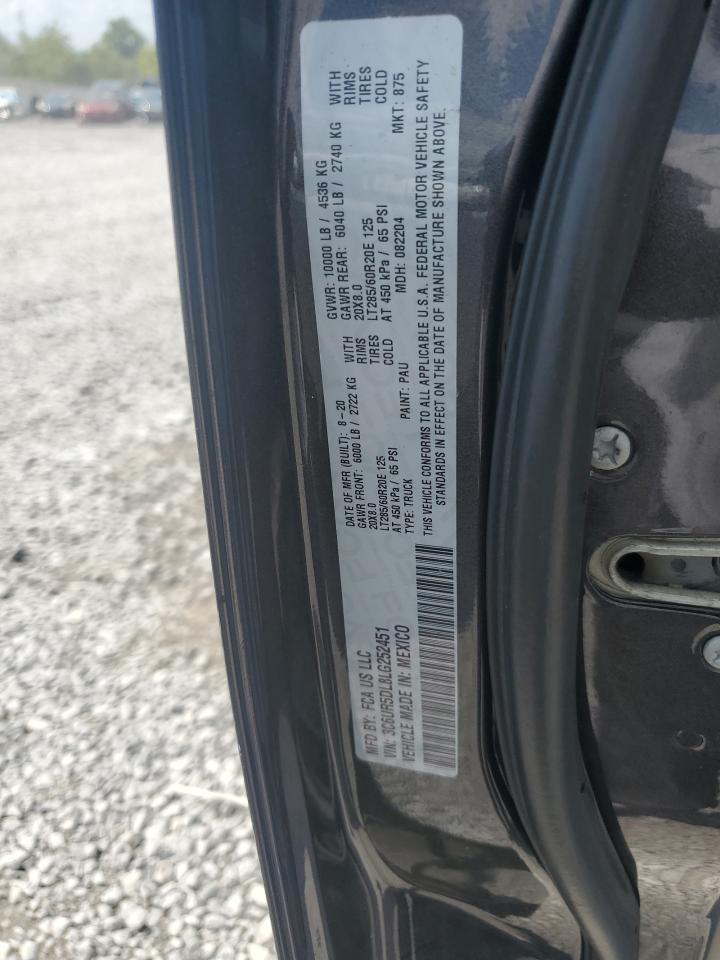 MFD BY: FCA US LLC
DATE OF MFR (BUILT): 8-20
GVWR: 10000 LB / 4536 KG
GAWR FRONT: 6000 LB / 2722 KG WITH
20X8.0 RIMS
LT285/60R20E 125 TIRES
AT 450 kPa / 65 PSI COLD
GAWR REAR: 6040 LB / 2740 KG WITH
20X8.0 RIMS
LT285/60R20E 125 TIRES
AT 450 kPa / 65 PSI COLD
VIN: 3C6UR5DL8LG252451
TYPE: TRUCK
PAINT: PAU
MDH: 082204
MKT: 875
VEHICLE MADE IN: MEXICO
THIS VEHICLE CONFORMS TO ALL APPLICABLE U.S.A. FEDERAL MOTOR VEHICLE SAFETY
STANDARDS IN EFFECT ON THE DATE OF MANUFACTURE SHOWN ABOVE.